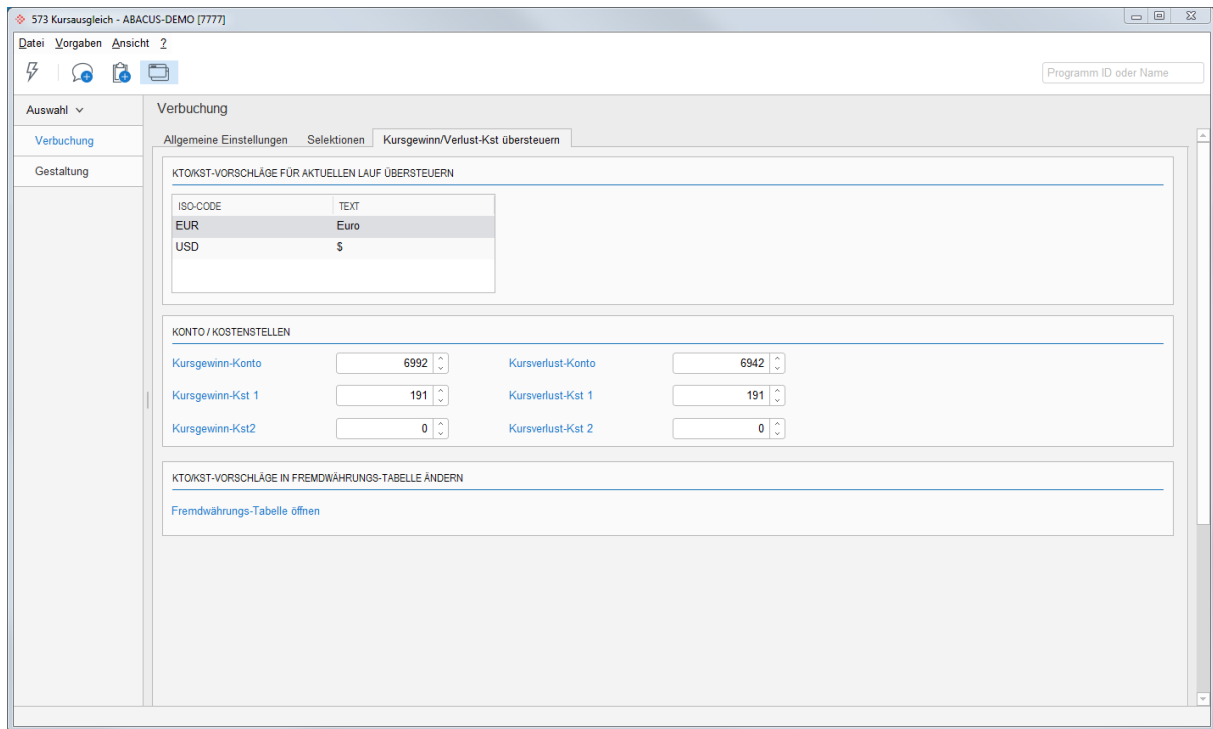 573 Kursausgleich - ABACUS-DEMO [7777]
Datei Vorgaben Ansicht ?
Programm ID oder Name
Auswahl
Verbuchung
Gestaltung
Verbuchung
Allgemeine Einstellungen Selektionen Kursgewinn/Verlust-Kst übersteuern
KTO/KST-VORSCHLÄGE FÜR AKTUELLEN LAUF ÜBERSTEUERN
ISO-CODE TEXT
EUR Euro
USD $
KONTO / KOSTENSTELLEN
Kursgewinn-Konto 6992 Kursverlust-Konto 6942
Kursgewinn-Kst 1 191 Kursverlust-Kst 1 191
Kursgewinn-Kst2 0 Kursverlust-Kst 2 0
KTO/KST-VORSCHLÄGE IN FREMDWÄHRUNGS-TABELLE ÄNDERN
Fremdwährungs-Tabelle öffnen